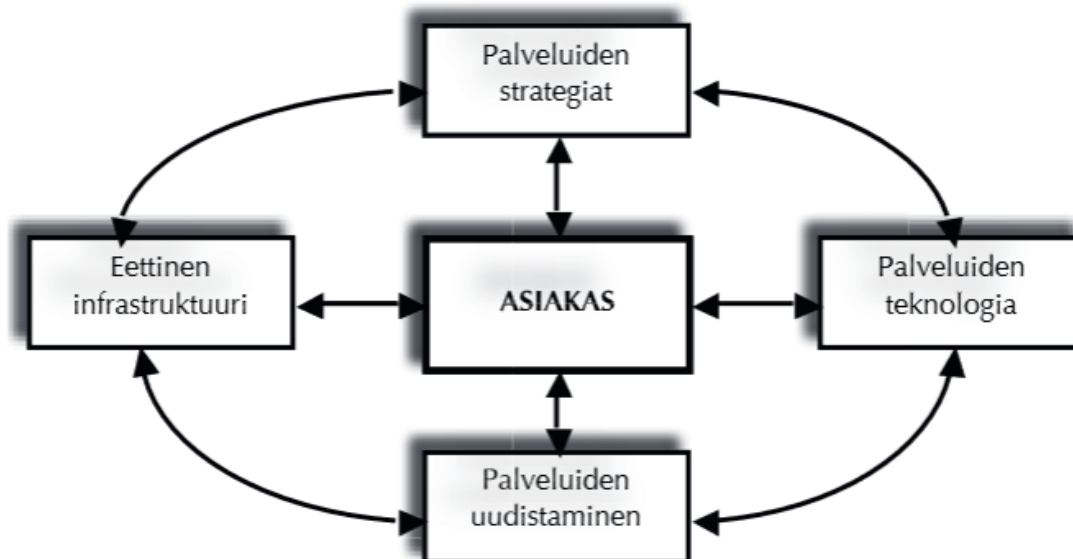 Palveluiden
strategiat
Eettinen
infrastruktuuri
ASIAKAS
Palveluiden
teknologia
Palveluiden
uudistaminen